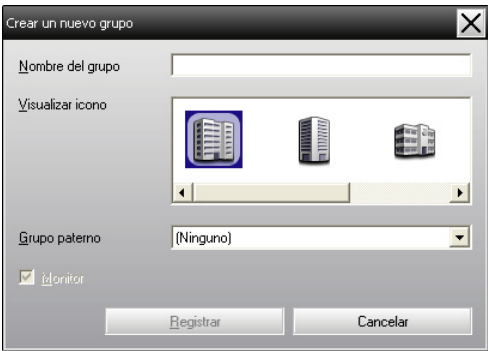 Crear un nuevo grupo
Nombre del grupo
Visualizar icono
Grupo paterno
(Ninguno)
Monitor
Registrar
Cancelar